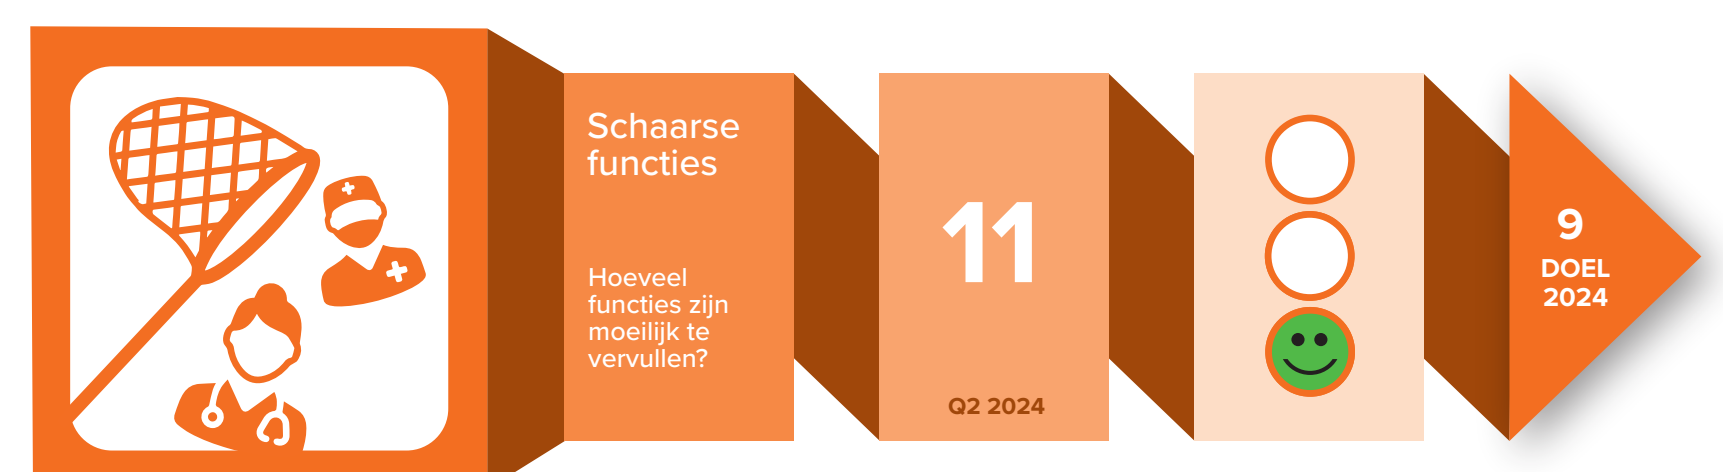 Schaarse
functies
Hoeveel
functies zijn
moeilijk te
vervullen?
11
Q2 2024
9
DOEL
2024